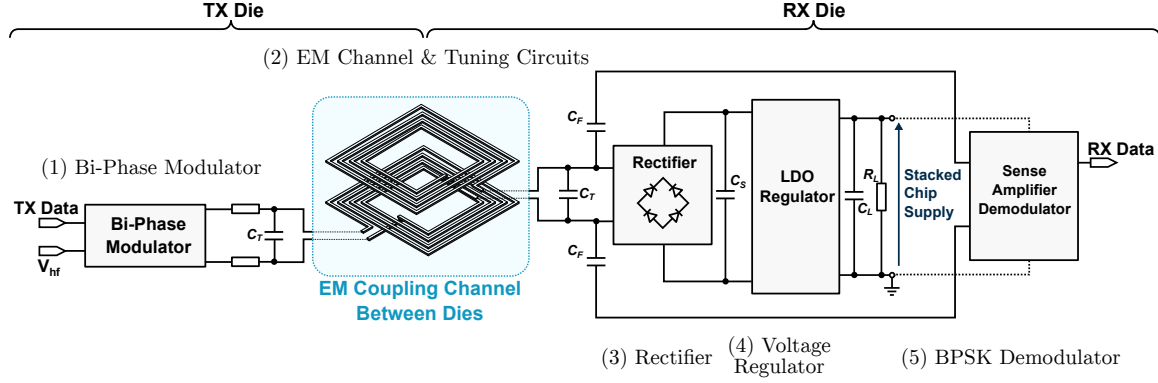 TX Die
RX Die
(2) EM Channel & Tuning Circuits
(1) Bi-Phase Modulator
TX Data
V_hf
Bi-Phase
Modulator
C_T
EM Coupling Channel
Between Dies
C_F
C_T
C_F
Rectifier
C_S
LDO
Regulator
C_L
R_L
Stacked
Chip
Supply
Sense
Amplifier
Demodulator
RX Data
(3) Rectifier
(4) Voltage
Regulator
(5) BPSK Demodulator